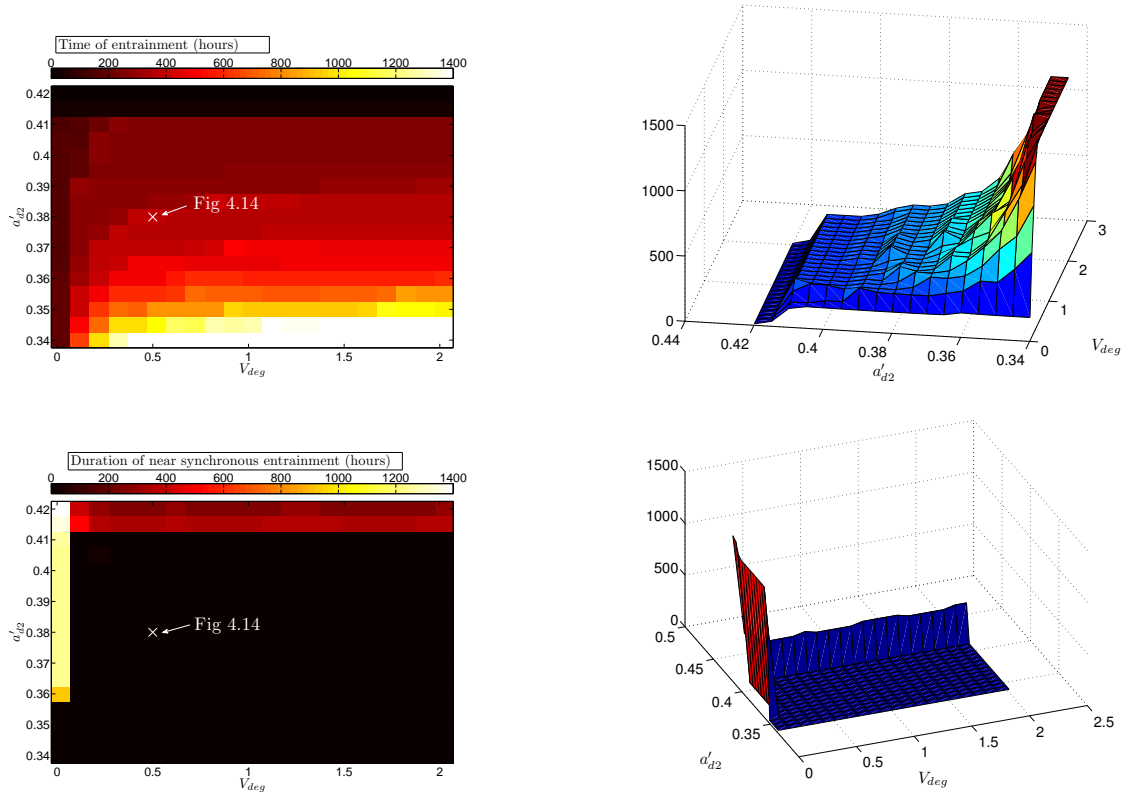 Time of entrainment (hours)
0 200 400 600 800 1000 1200 1400
0.42
0.41
0.4
0.39
0.38
0.37
0.36
0.35
0.34
a′d2
Fig 4.14
0 0.5 1 1.5 2
Vdeg
1500
1000
500
0
0.44 0.42 0.4 0.38 0.36 0.34
a′d2
0 1 2 3
Vdeg
Duration of near synchronous entrainment (hours)
0 200 400 600 800 1000 1200 1400
0.42
0.41
0.4
0.39
0.38
0.37
0.36
0.35
0.34
a′d2
Fig 4.14
0 0.5 1 1.5 2
Vdeg
1500
1000
500
0
0.5
0.45
0.4
0.35
a′d2
0 0.5 1 1.5 2 2.5
Vdeg